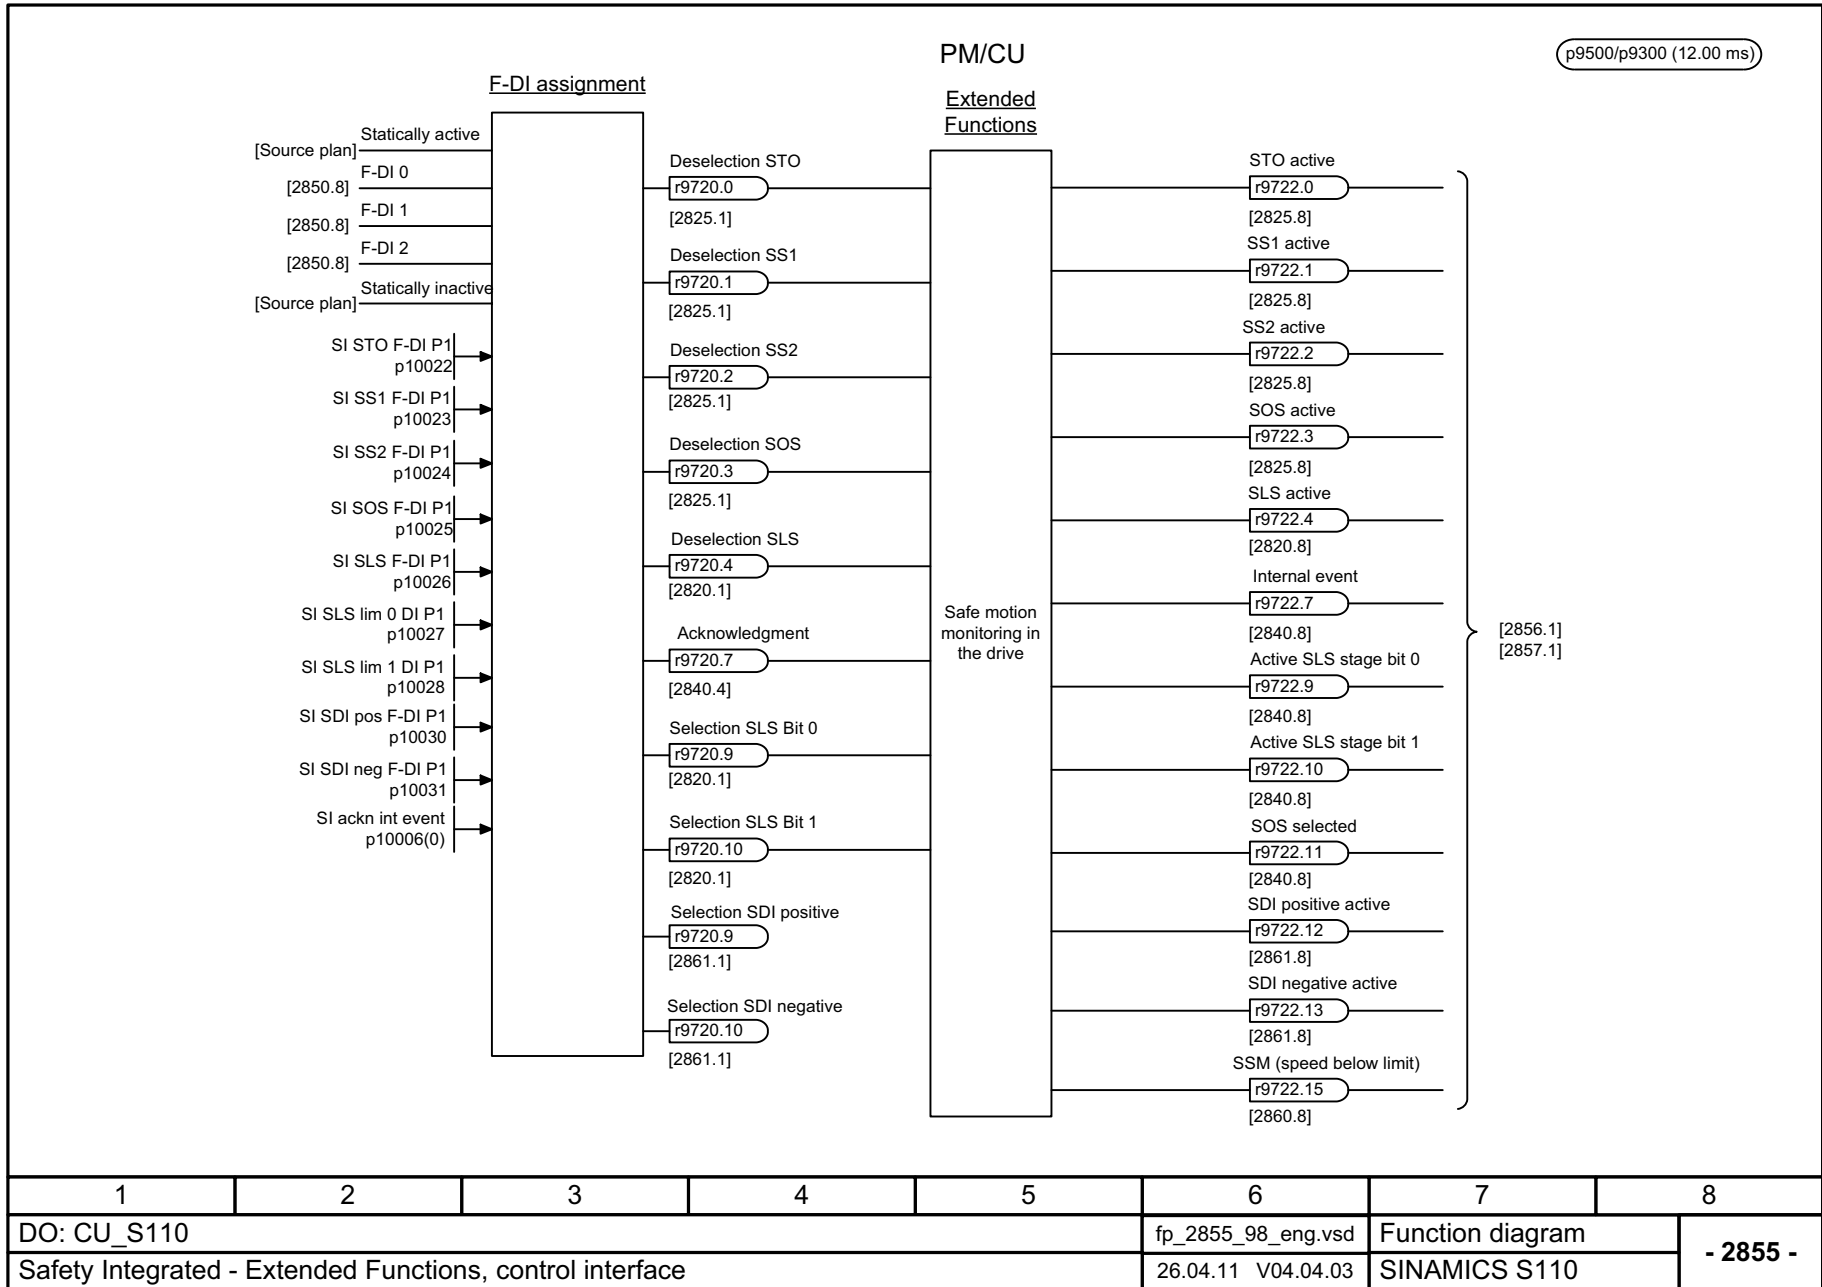 PM/CU
p9500/p9300 (12.00 ms)
F-DI assignment
Extended
Functions
Statically active
[Source plan]
F-DI 0
[2850.8]
F-DI 1
[2850.8]
F-DI 2
[2850.8]
Statically inactive
[Source plan]
SI STO F-DI P1
p10022
SI SS1 F-DI P1
p10023
SI SS2 F-DI P1
p10024
SI SOS F-DI P1
p10025
SI SLS F-DI P1
p10026
SI SLS lim 0 DI P1
p10027
SI SLS lim 1 DI P1
p10028
SI SDI pos F-DI P1
p10030
SI SDI neg F-DI P1
p10031
SI ackn int event
p10006(0)
Deselection STO
r9720.0
[2825.1]
Deselection SS1
r9720.1
[2825.1]
Deselection SS2
r9720.2
[2825.1]
Deselection SOS
r9720.3
[2825.1]
Deselection SLS
r9720.4
[2820.1]
Acknowledgment
r9720.7
[2840.4]
Selection SLS Bit 0
r9720.9
[2820.1]
Selection SLS Bit 1
r9720.10
[2820.1]
Selection SDI positive
r9720.9
[2861.1]
Selection SDI negative
r9720.10
[2861.1]
Safe motion
monitoring in
the drive
STO active
r9722.0
[2825.8]
SS1 active
r9722.1
[2825.8]
SS2 active
r9722.2
[2825.8]
SOS active
r9722.3
[2825.8]
SLS active
r9722.4
[2820.8]
Internal event
r9722.7
[2840.8]
Active SLS stage bit 0
r9722.9
[2840.8]
Active SLS stage bit 1
r9722.10
[2840.8]
SOS selected
r9722.11
[2840.8]
SDI positive active
r9722.12
[2861.8]
SDI negative active
r9722.13
[2861.8]
SSM (speed below limit)
r9722.15
[2860.8]
[2856.1]
[2857.1]
1 2 3 4 5 6 7 8
DO: CU_S110
fp_2855_98_eng.vsd
Function diagram
- 2855 -
Safety Integrated - Extended Functions, control interface
26.04.11 V04.04.03
SINAMICS S110